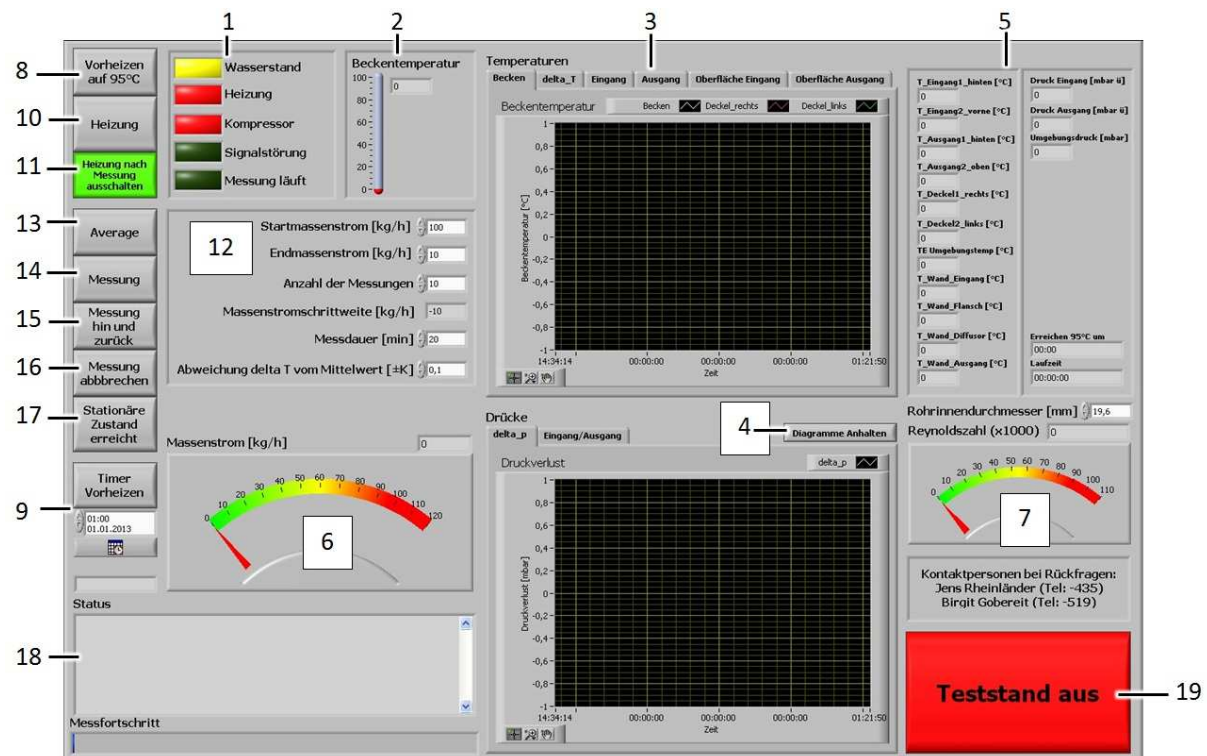 1
2
3
5
8
10
11
13
14
15
16
17
9
18
12
6
4
7
19
Vorheizen
auf 95°C
Heizung
Heizung nach
Messung
ausschalten
Average
Messung
Messung
hin und
zurück
Messung
abbbrechen
Stationäre
Zustand
erreicht
Timer
Vorheizen
01:00
01.01.2013
Wasserstand
Heizung
Kompressor
Signalstörung
Messung läuft
Beckentemperatur
0
100
80
60
40
20
0
Startmassenstrom [kg/h] 100
Endmassenstrom [kg/h] 10
Anzahl der Messungen 10
Massenstromschrittweite [kg/h] -10
Messdauer [min] 20
Abweichung delta T vom Mittelwert [±K] 0,1
Massenstrom [kg/h] 0
0 10 20 30 40 50 60 70 80 90 100 110 120
Status
Messfortschritt
Temperaturen
Becken delta_T Eingang Ausgang Oberfläche Eingang Oberfläche Ausgang
Beckentemperatur Becken Deckel_rechts Deckel_links
Beckentemperatur [°C]
1
0,8
0,6
0,4
0,2
0
-0,2
-0,4
-0,6
-0,8
-1
14:34:14 00:00:00 00:00:00 01:21:50
Zeit
Drücke
delta_p Eingang/Ausgang Diagramme Anhalten
Druckverlust delta_p
Druckverlust [mbar]
1
0,8
0,6
0,4
0,2
0
-0,2
-0,4
-0,6
-0,8
-1
14:34:14 00:00:00 00:00:00 01:21:50
Zeit
T_Eingang1_hinten [°C]
0
T_Eingang2_vorne [°C]
0
T_Ausgang1_hinten [°C]
0
T_Ausgang2_oben [°C]
0
T_Deckel1_rechts [°C]
0
T_Deckel2_links [°C]
0
TE Umgebungstemp [°C]
0
T_Wand_Eingang [°C]
0
T_Wand_Flansch [°C]
0
T_Wand_Diffusor [°C]
0
T_Wand_Ausgang [°C]
0
Druck Eingang [mbar ü]
0
Druck Ausgang [mbar ü]
0
Umgebungsdruck [mbar]
0
Erreichen 95°C um
00:00
Laufzeit
00:00:00
Rohrinnendurchmesser [mm] 19,6
Reynoldszahl (x1000) 0
0 10 20 30 40 50 60 70 80 90 100 110
Kontaktpersonen bei Rückfragen:
Jens Rheinländer (Tel: -435)
Birgit Gobereit (Tel: -519)
Teststand aus